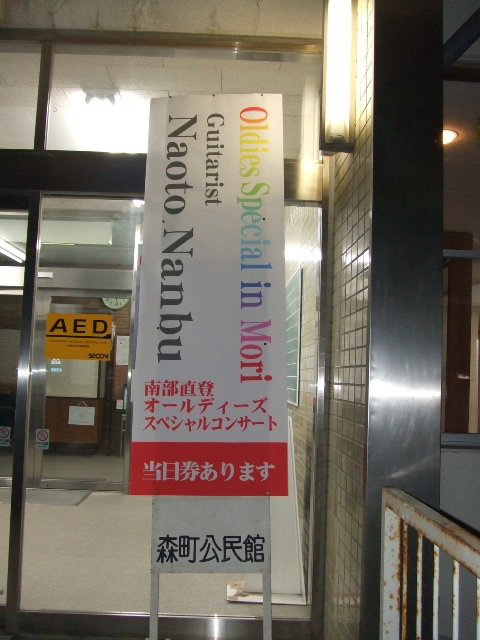 Oldies Special in Mori
Guitarist
Naoto.Nanbu
南部直登
オールディーズ
スペシャルコンサート
当日券あります
森町公民館
AED
SECOM